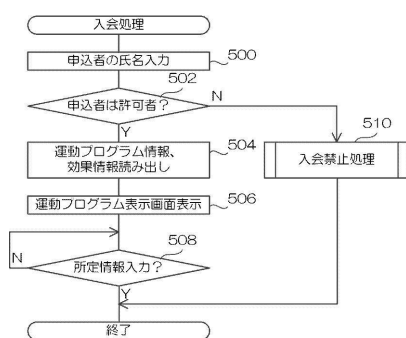 入会処理
申込者の氏名入力
500
502
申込者は許可者？
N
Y
510
運動プログラム情報、
効果情報読み出し
504
入会禁止処理
運動プログラム表示画面表示
506
508
N
所定情報入力？
Y
終了